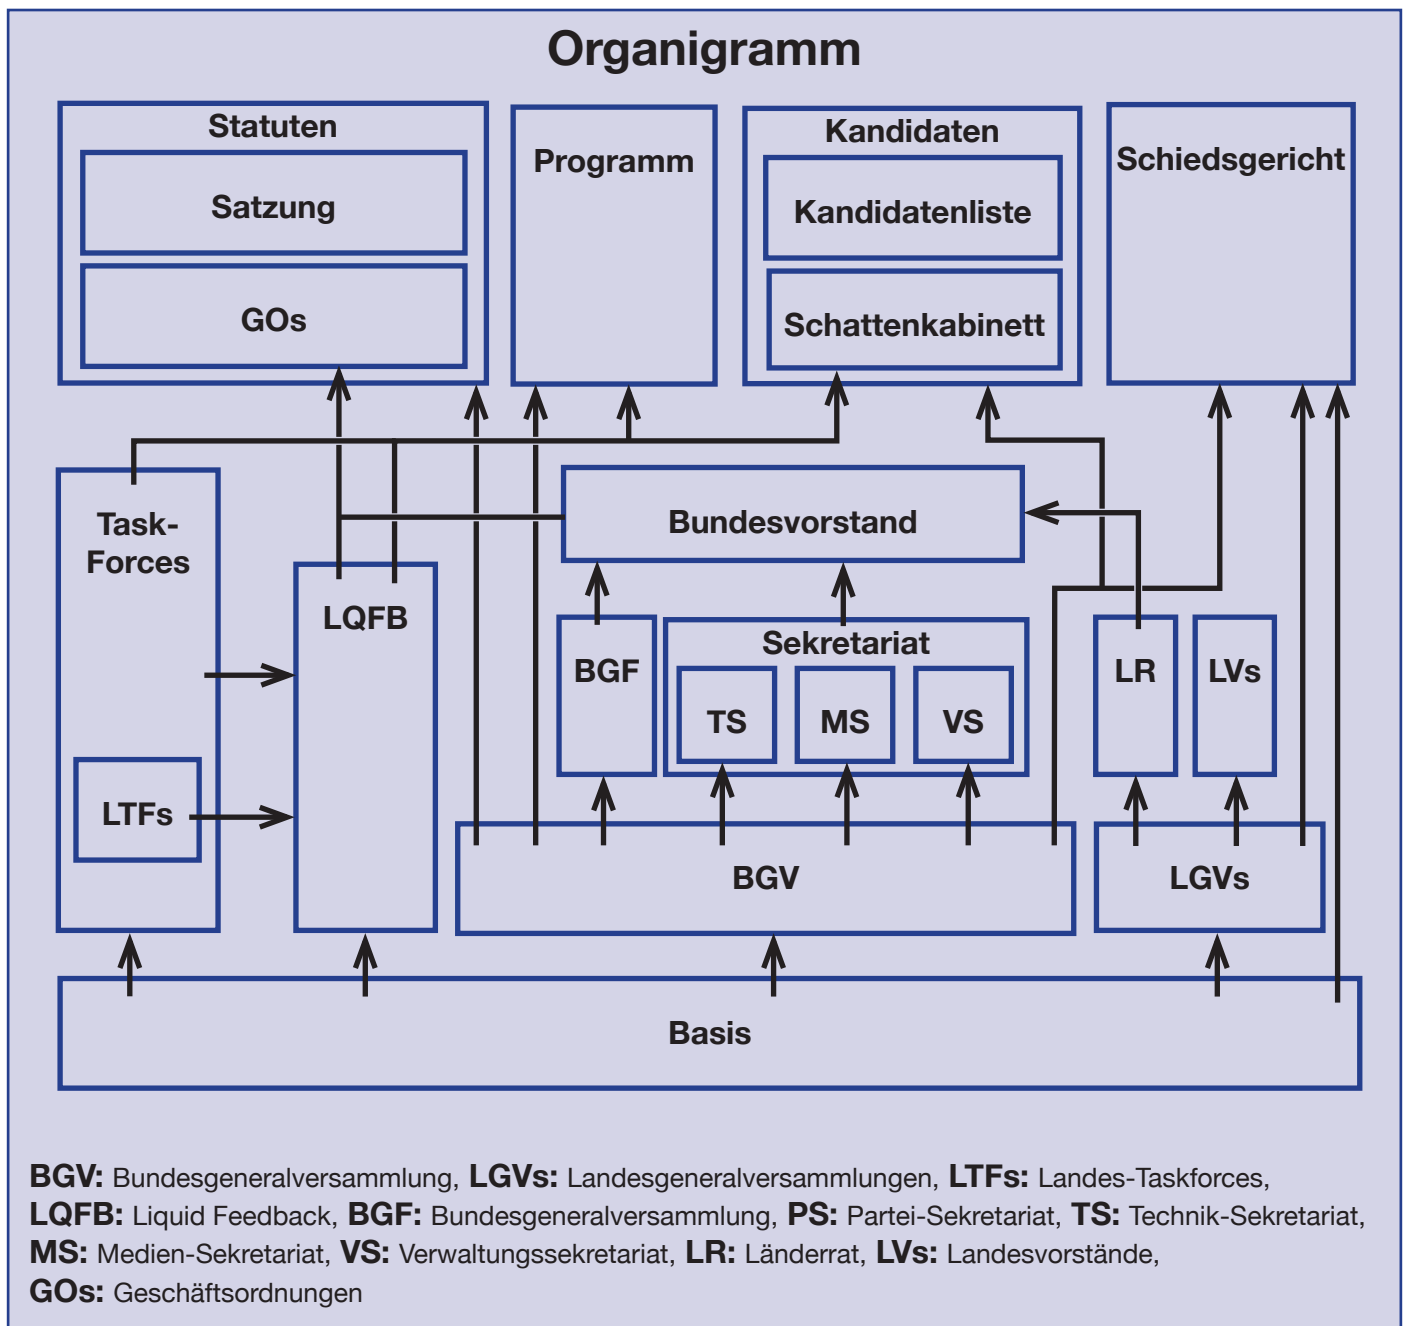 Organigramm
Statuten
Satzung
GOs
Programm
Kandidaten
Kandidatenliste
Schattenkabinett
Schiedsgericht
Task-
Forces
LTFs
LQFB
Bundesvorstand
BGF
Sekretariat
TS
MS
VS
LR
LVs
BGV
LGVs
Basis
BGV: Bundesgeneralversammlung, LGVs: Landesgeneralversammlungen, LTFs: Landes-Taskforces,
LQFB: Liquid Feedback, BGF: Bundesgeneralversammlung, PS: Partei-Sekretariat, TS: Technik-Sekretariat,
MS: Medien-Sekretariat, VS: Verwaltungssekretariat, LR: Länderrat, LVs: Landesvorstände,
GOs: Geschäftsordnungen